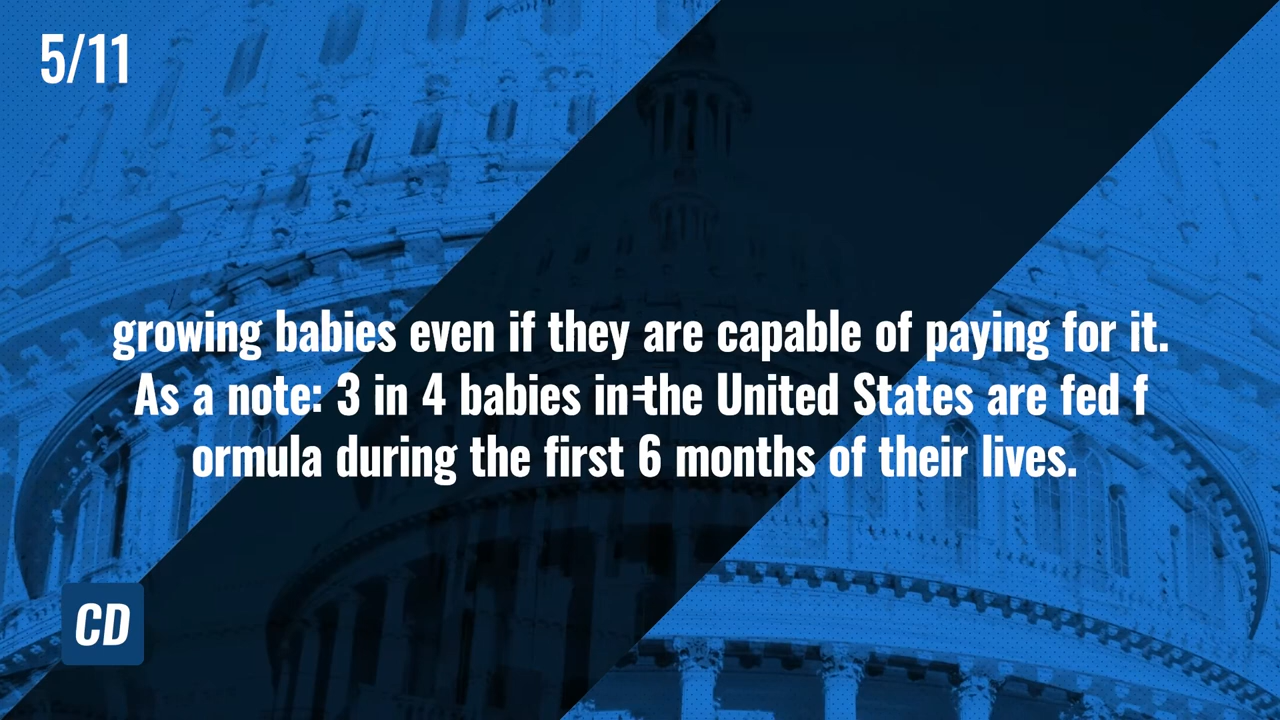 5/11
growing babies even if they are capable of paying for it.
As a note: 3 in 4 babies in the United States are fed f
ormula during the first 6 months of their lives.
CD